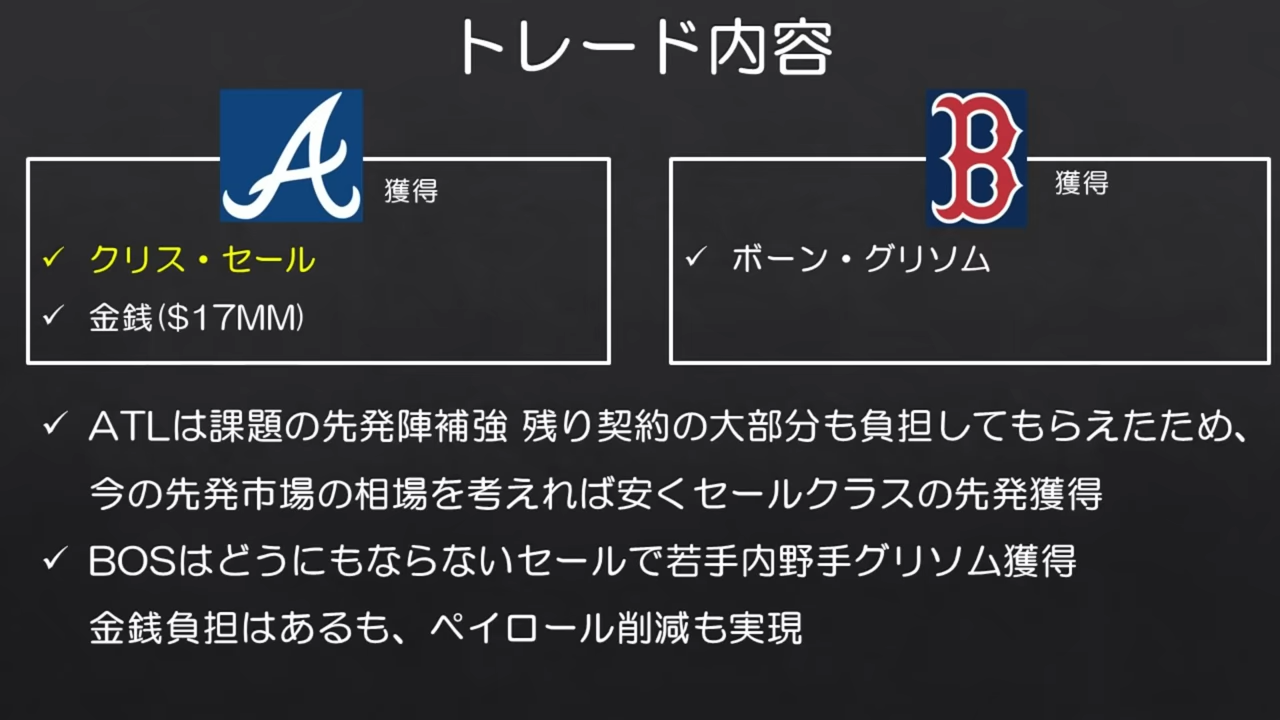 トレード内容
A
獲得
✓ クリス・セール
✓ 金銭($17MM)
B
獲得
✓ ボーン・グリソム
✓ ATLは課題の先発陣補強 残り契約の大部分も負担してもらえたため、
今の先発市場の相場を考えれば安くセールクラスの先発獲得
✓ BOSはどうにもならないセールで若手内野手グリソム獲得
金銭負担はあるも、ペイロール削減も実現